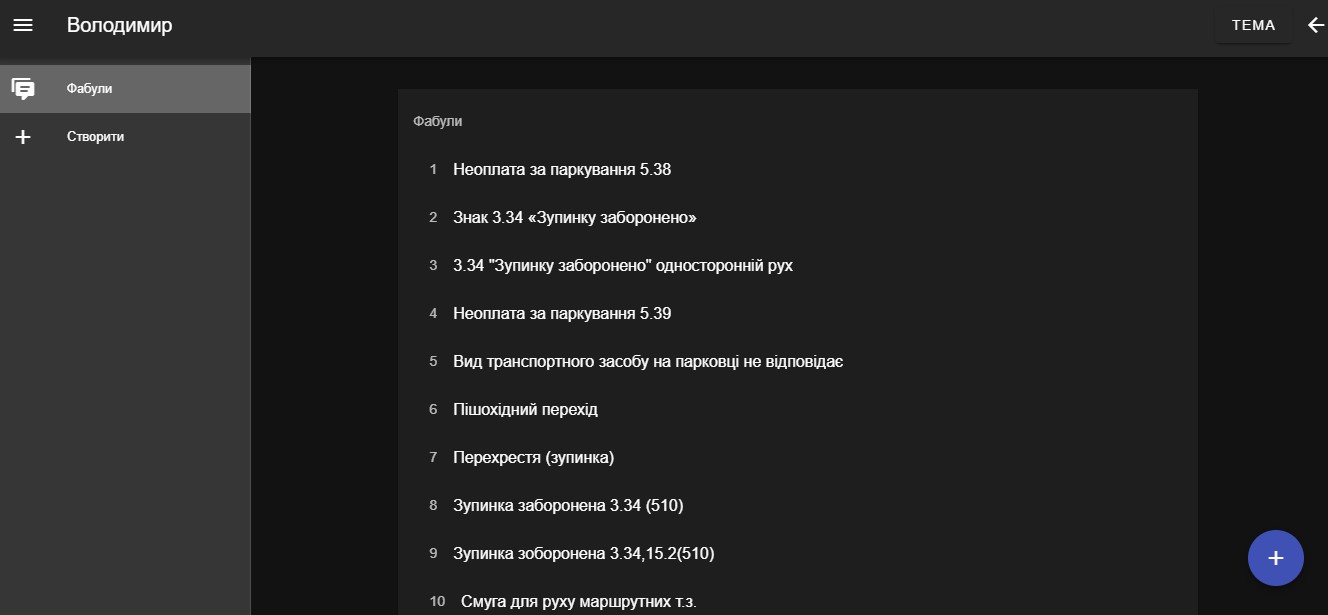 Володимир
ТЕМА
Фабули
Створити
Фабули
1 Неоплата за паркування 5.38
2 Знак 3.34 «Зупинку заборонено»
3 3.34 "Зупинку заборонено" односторонній рух
4 Неоплата за паркування 5.39
5 Вид транспортного засобу на парковці не відповідає
6 Пішохідний перехід
7 Перехрестя (зупинка)
8 Зупинка заборонена 3.34 (510)
9 Зупинка зоборонена 3.34,15.2(510)
10 Смуга для руху маршрутних т.з.